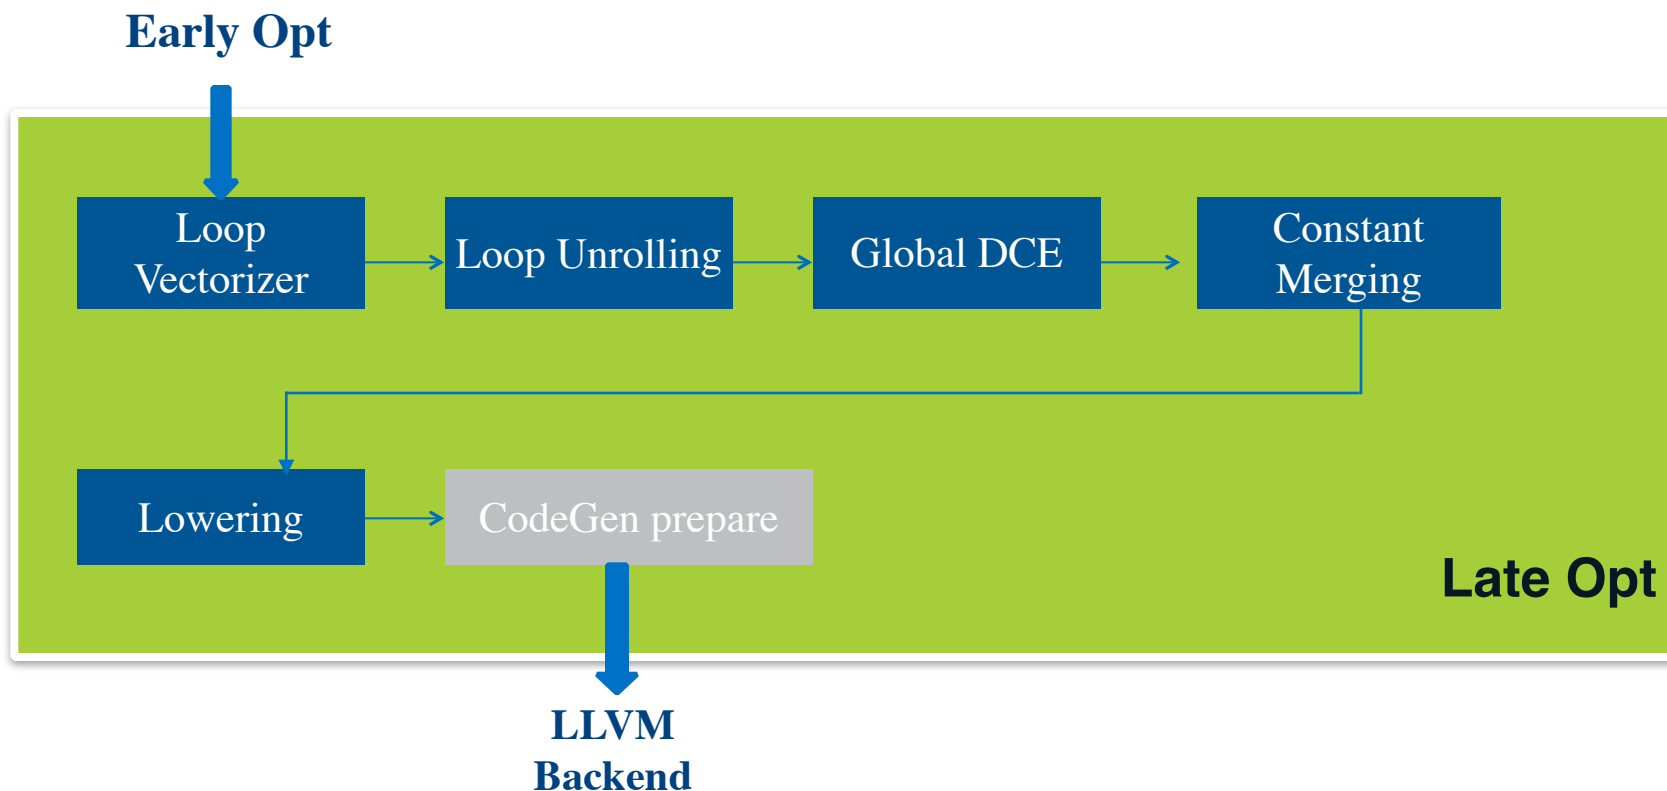 Early Opt
Loop
Vectorizer
Loop Unrolling
Global DCE
Constant
Merging
Lowering
CodeGen prepare
Late Opt
LLVM
Backend